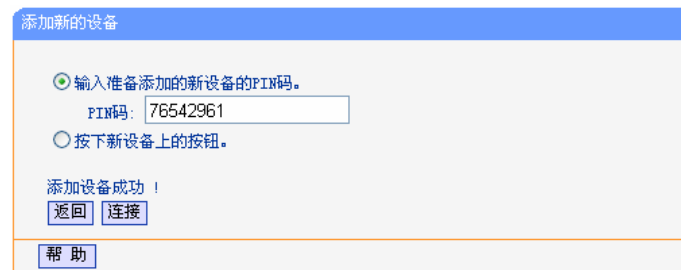 添加新的设备
输入准备添加的新设备的PIN码。
PIN码: 76542961
按下新设备上的按钮。
添加设备成功 !
返回 连接
帮 助